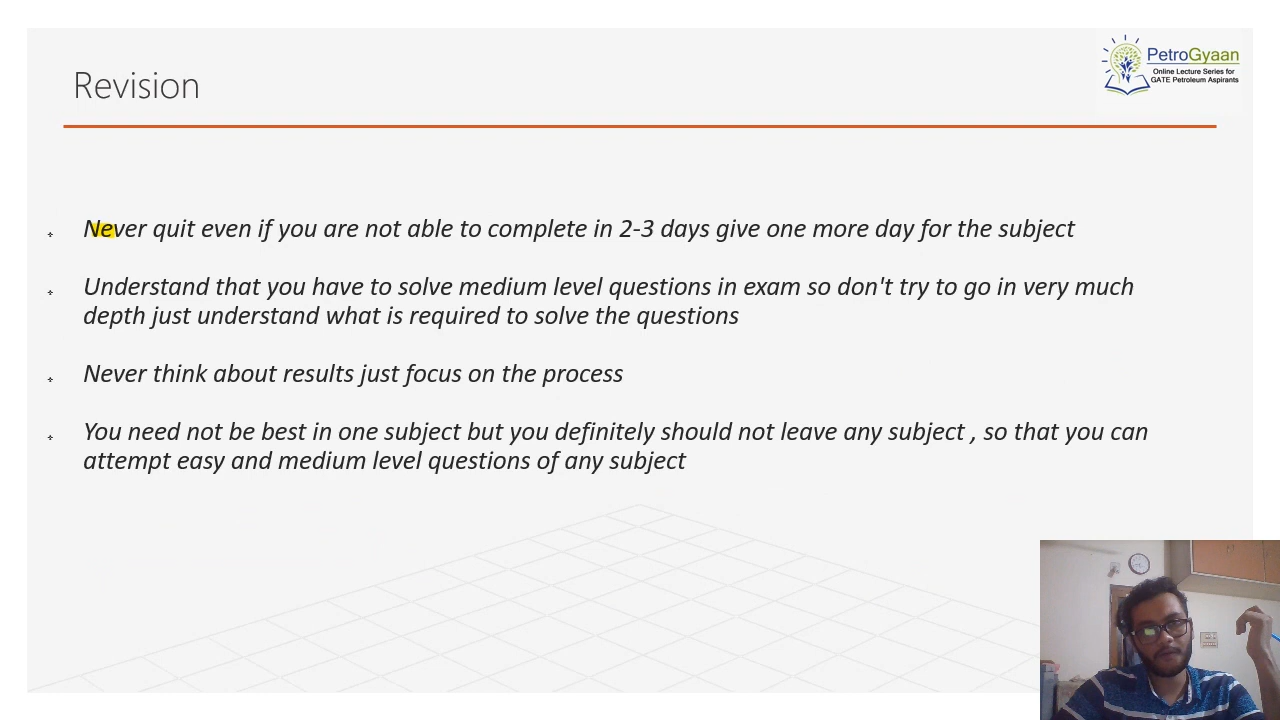 Revision
PetroGyaan
Online Lecture Series for
GATE Petroleum Aspirants
Never quit even if you are not able to complete in 2-3 days give one more day for the subject
Understand that you have to solve medium level questions in exam so don't try to go in very much
depth just understand what is required to solve the questions
Never think about results just focus on the process
You need not be best in one subject but you definitely should not leave any subject , so that you can
attempt easy and medium level questions of any subject